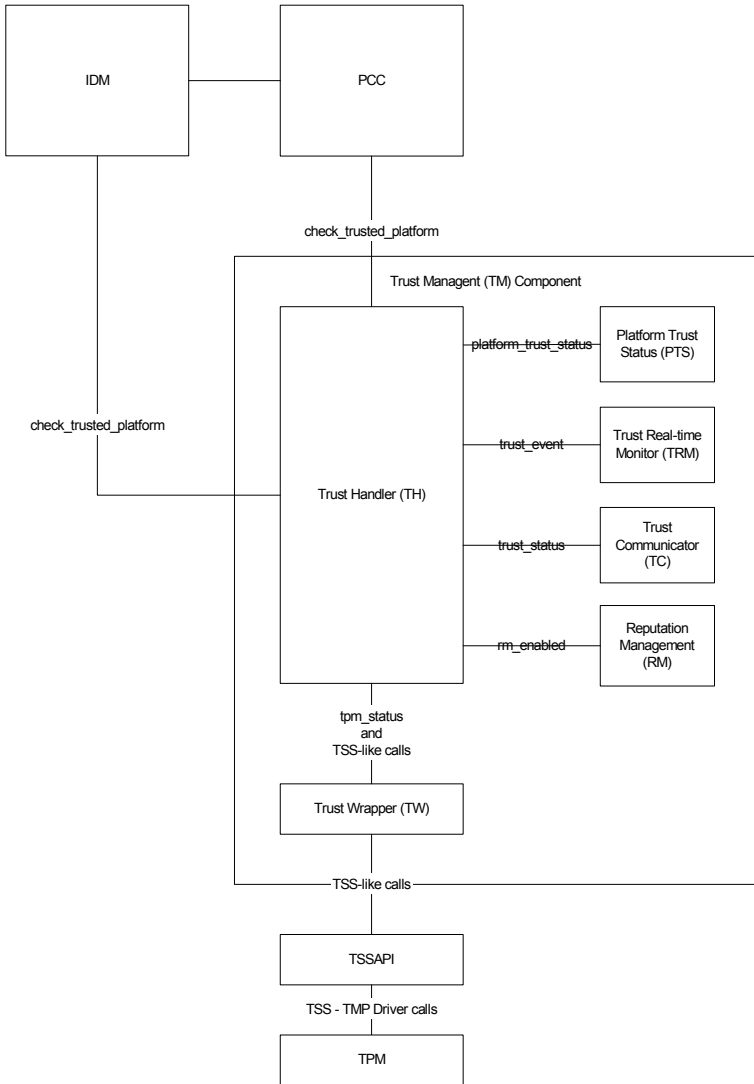 IDM
PCC
check_trusted_platform
Trust Managent (TM) Component
platform_trust_status
Platform Trust
Status (PTS)
check_trusted_platform
trust_event
Trust Real-time
Monitor (TRM)
Trust Handler (TH)
trust_status
Trust
Communicator
(TC)
rm_enabled
Reputation
Management
(RM)
tpm_status
and
TSS-like calls
Trust Wrapper (TW)
TSS-like calls
TSSAPI
TSS - TMP Driver calls
TPM